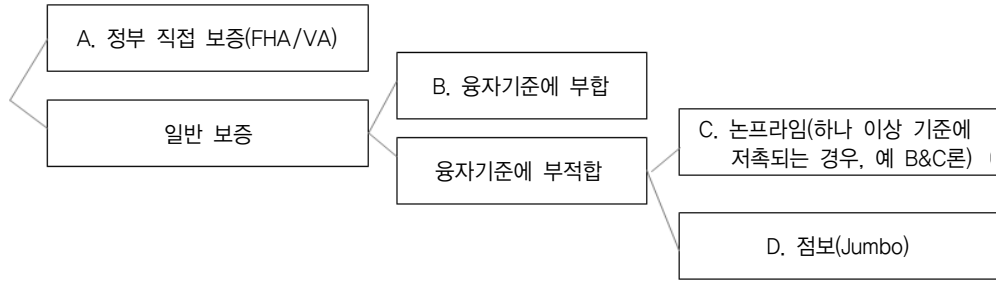 A. 정부 직접 보증(FHA/VA)
일반 보증
B. 융자기준에 부합
융자기준에 부적합
C. 논프라임(하나 이상 기준에
저촉되는 경우, 예 B&C론)
D. 점보(Jumbo)